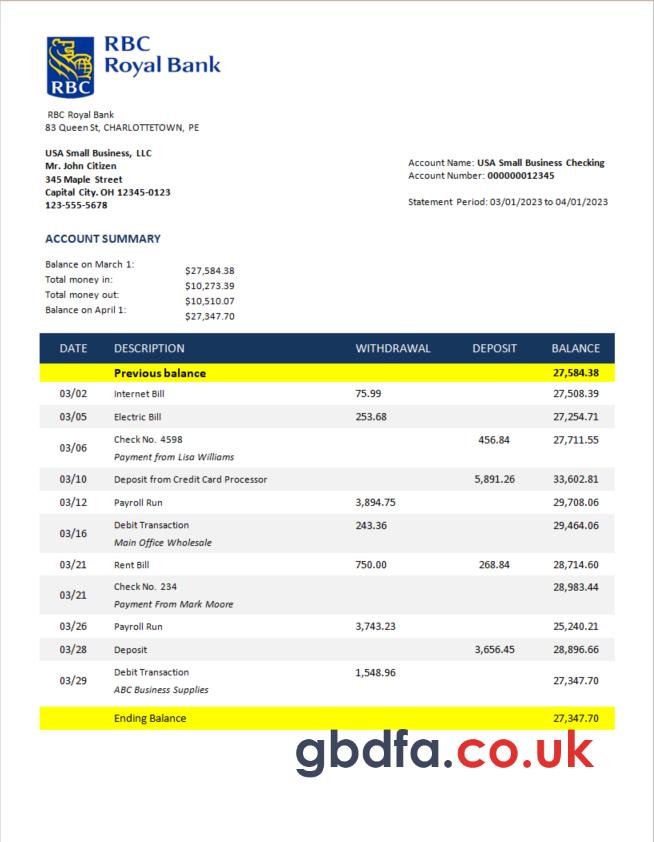 RBC
Royal Bank
RBC
RBC Royal Bank
83 Queen St, CHARLOTTETOWN, PE
USA Small Business, LLC
Mr. John Citizen
345 Maple Street
Capital City. OH 12345-0123
123-555-5678
Account Name: USA Small Business Checking
Account Number: 000000012345
Statement Period: 03/01/2023 to 04/01/2023
ACCOUNT SUMMARY
Balance on March 1: $27,584.38
Total money in: $10,273.39
Total money out: $10,510.07
Balance on April 1: $27,347.70
DATE DESCRIPTION WITHDRAWAL DEPOSIT BALANCE
Previous balance 27,584.38
03/02 Internet Bill 75.99 27,508.39
03/05 Electric Bill 253.68 27,254.71
03/06 Check No. 4598 456.84 27,711.55
Payment from Lisa Williams
03/10 Deposit from Credit Card Processor 5,891.26 33,602.81
03/12 Payroll Run 3,894.75 29,708.06
03/16 Debit Transaction 243.36 29,464.06
Main Office Wholesale
03/21 Rent Bill 750.00 268.84 28,714.60
03/21 Check No. 234 28,983.44
Payment From Mark Moore
03/26 Payroll Run 3,743.23 25,240.21
03/28 Deposit 3,656.45 28,896.66
03/29 Debit Transaction 1,548.96 27,347.70
ABC Business Supplies
Ending Balance 27,347.70
gbdfa.co.uk